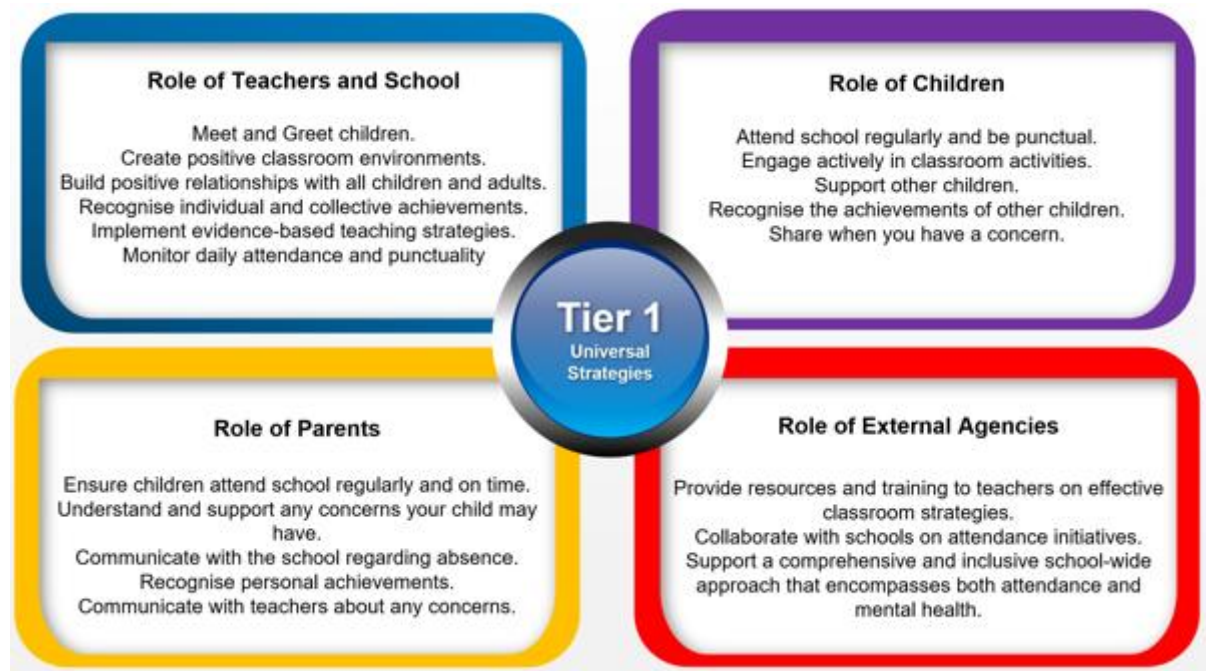 Role of Teachers and School
Meet and Greet children.
Create positive classroom environments.
Build positive relationships with all children and adults.
Recognise individual and collective achievements.
Implement evidence-based teaching strategies.
Monitor daily attendance and punctuality
Role of Children
Attend school regularly and be punctual.
Engage actively in classroom activities.
Support other children.
Recognise the achievements of other children.
Share when you have a concern.
Tier 1
Universal
Strategies
Role of Parents
Ensure children attend school regularly and on time.
Understand and support any concerns your child may
have.
Communicate with the school regarding absence.
Recognise personal achievements.
Communicate with teachers about any concerns.
Role of External Agencies
Provide resources and training to teachers on effective
classroom strategies.
Collaborate with schools on attendance initiatives.
Support a comprehensive and inclusive school-wide
approach that encompasses both attendance and
mental health.